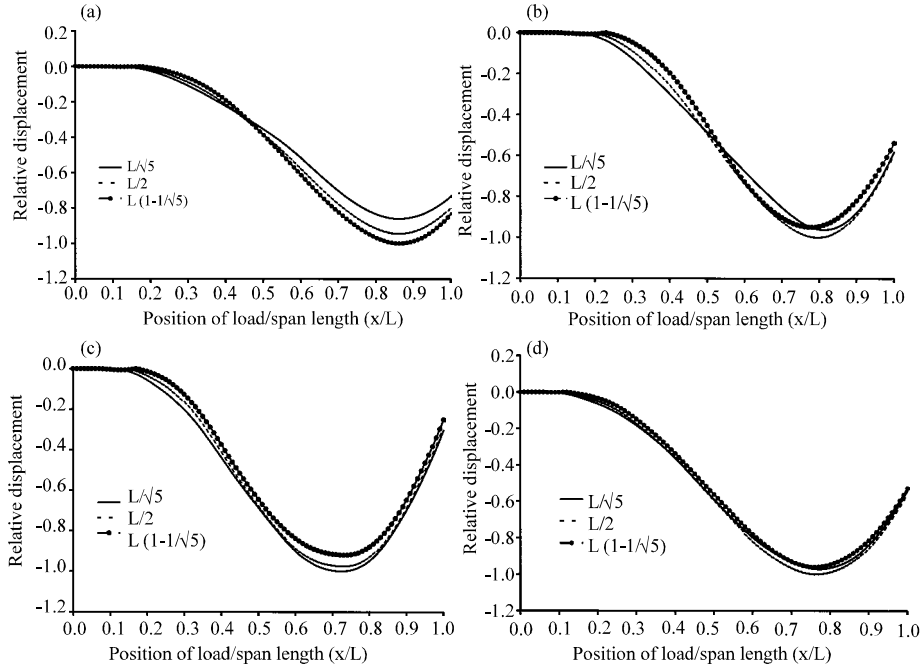 (a)
0.2
0.0
-0.2
-0.4
-0.6
-0.8
-1.0
-1.2
Relative displacement
L/√5
L/2
L (1-1/√5)
0.0 0.1 0.2 0.3 0.4 0.5 0.6 0.7 0.8 0.9 1.0
Position of load/span length (x/L)
(b)
0.0
-0.2
-0.4
-0.6
-0.8
-1.0
-1.2
Relative displacement
L/√5
L/2
L (1-1/√5)
0.0 0.1 0.2 0.3 0.4 0.5 0.6 0.7 0.8 0.9 1.0
Position of load/span length (x/L)
(c)
0.0
-0.2
-0.4
-0.6
-0.8
-1.0
-1.2
Relative displacement
L/√5
L/2
L (1-1/√5)
0.0 0.1 0.2 0.3 0.4 0.5 0.6 0.7 0.8 0.9 1.0
Position of load/span length (x/L)
(d)
0.2
0.0
-0.2
-0.4
-0.6
-0.8
-1.0
-1.2
Relative displacement
L/√5
L/2
L (1-1/√5)
0.0 0.1 0.2 0.3 0.4 0.5 0.6 0.7 0.8 0.9 1.0
Position of load/span length (x/L)